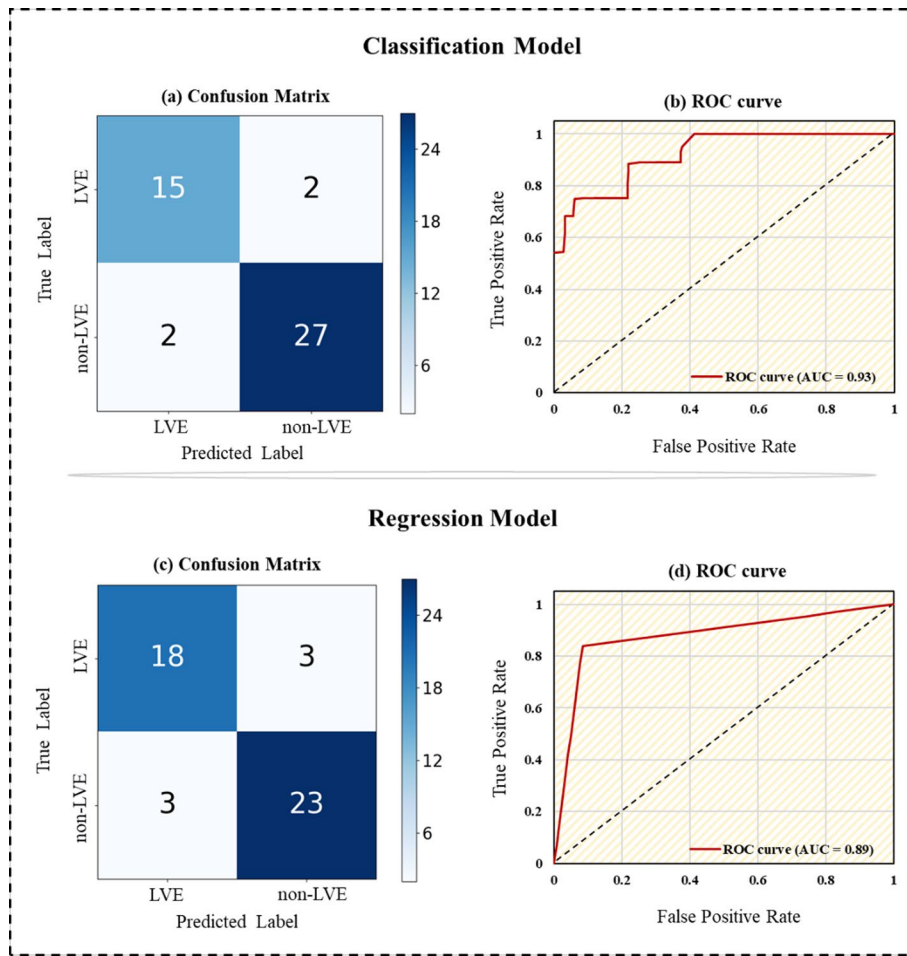 Classification Model
(a) Confusion Matrix
True Label
LVE
non-LVE
15
2
2
27
LVE
non-LVE
Predicted Label
24
18
12
6
(b) ROC curve
True Positive Rate
1
0.8
0.6
0.4
0.2
0
ROC curve (AUC = 0.93)
0
0.2
0.4
0.6
0.8
1
False Positive Rate
Regression Model
(c) Confusion Matrix
True Label
LVE
non-LVE
18
3
3
23
LVE
non-LVE
Predicted Label
24
18
12
6
(d) ROC curve
True Positive Rate
1
0.8
0.6
0.4
0.2
0
ROC curve (AUC = 0.89)
0
0.2
0.4
0.6
0.8
1
False Positive Rate